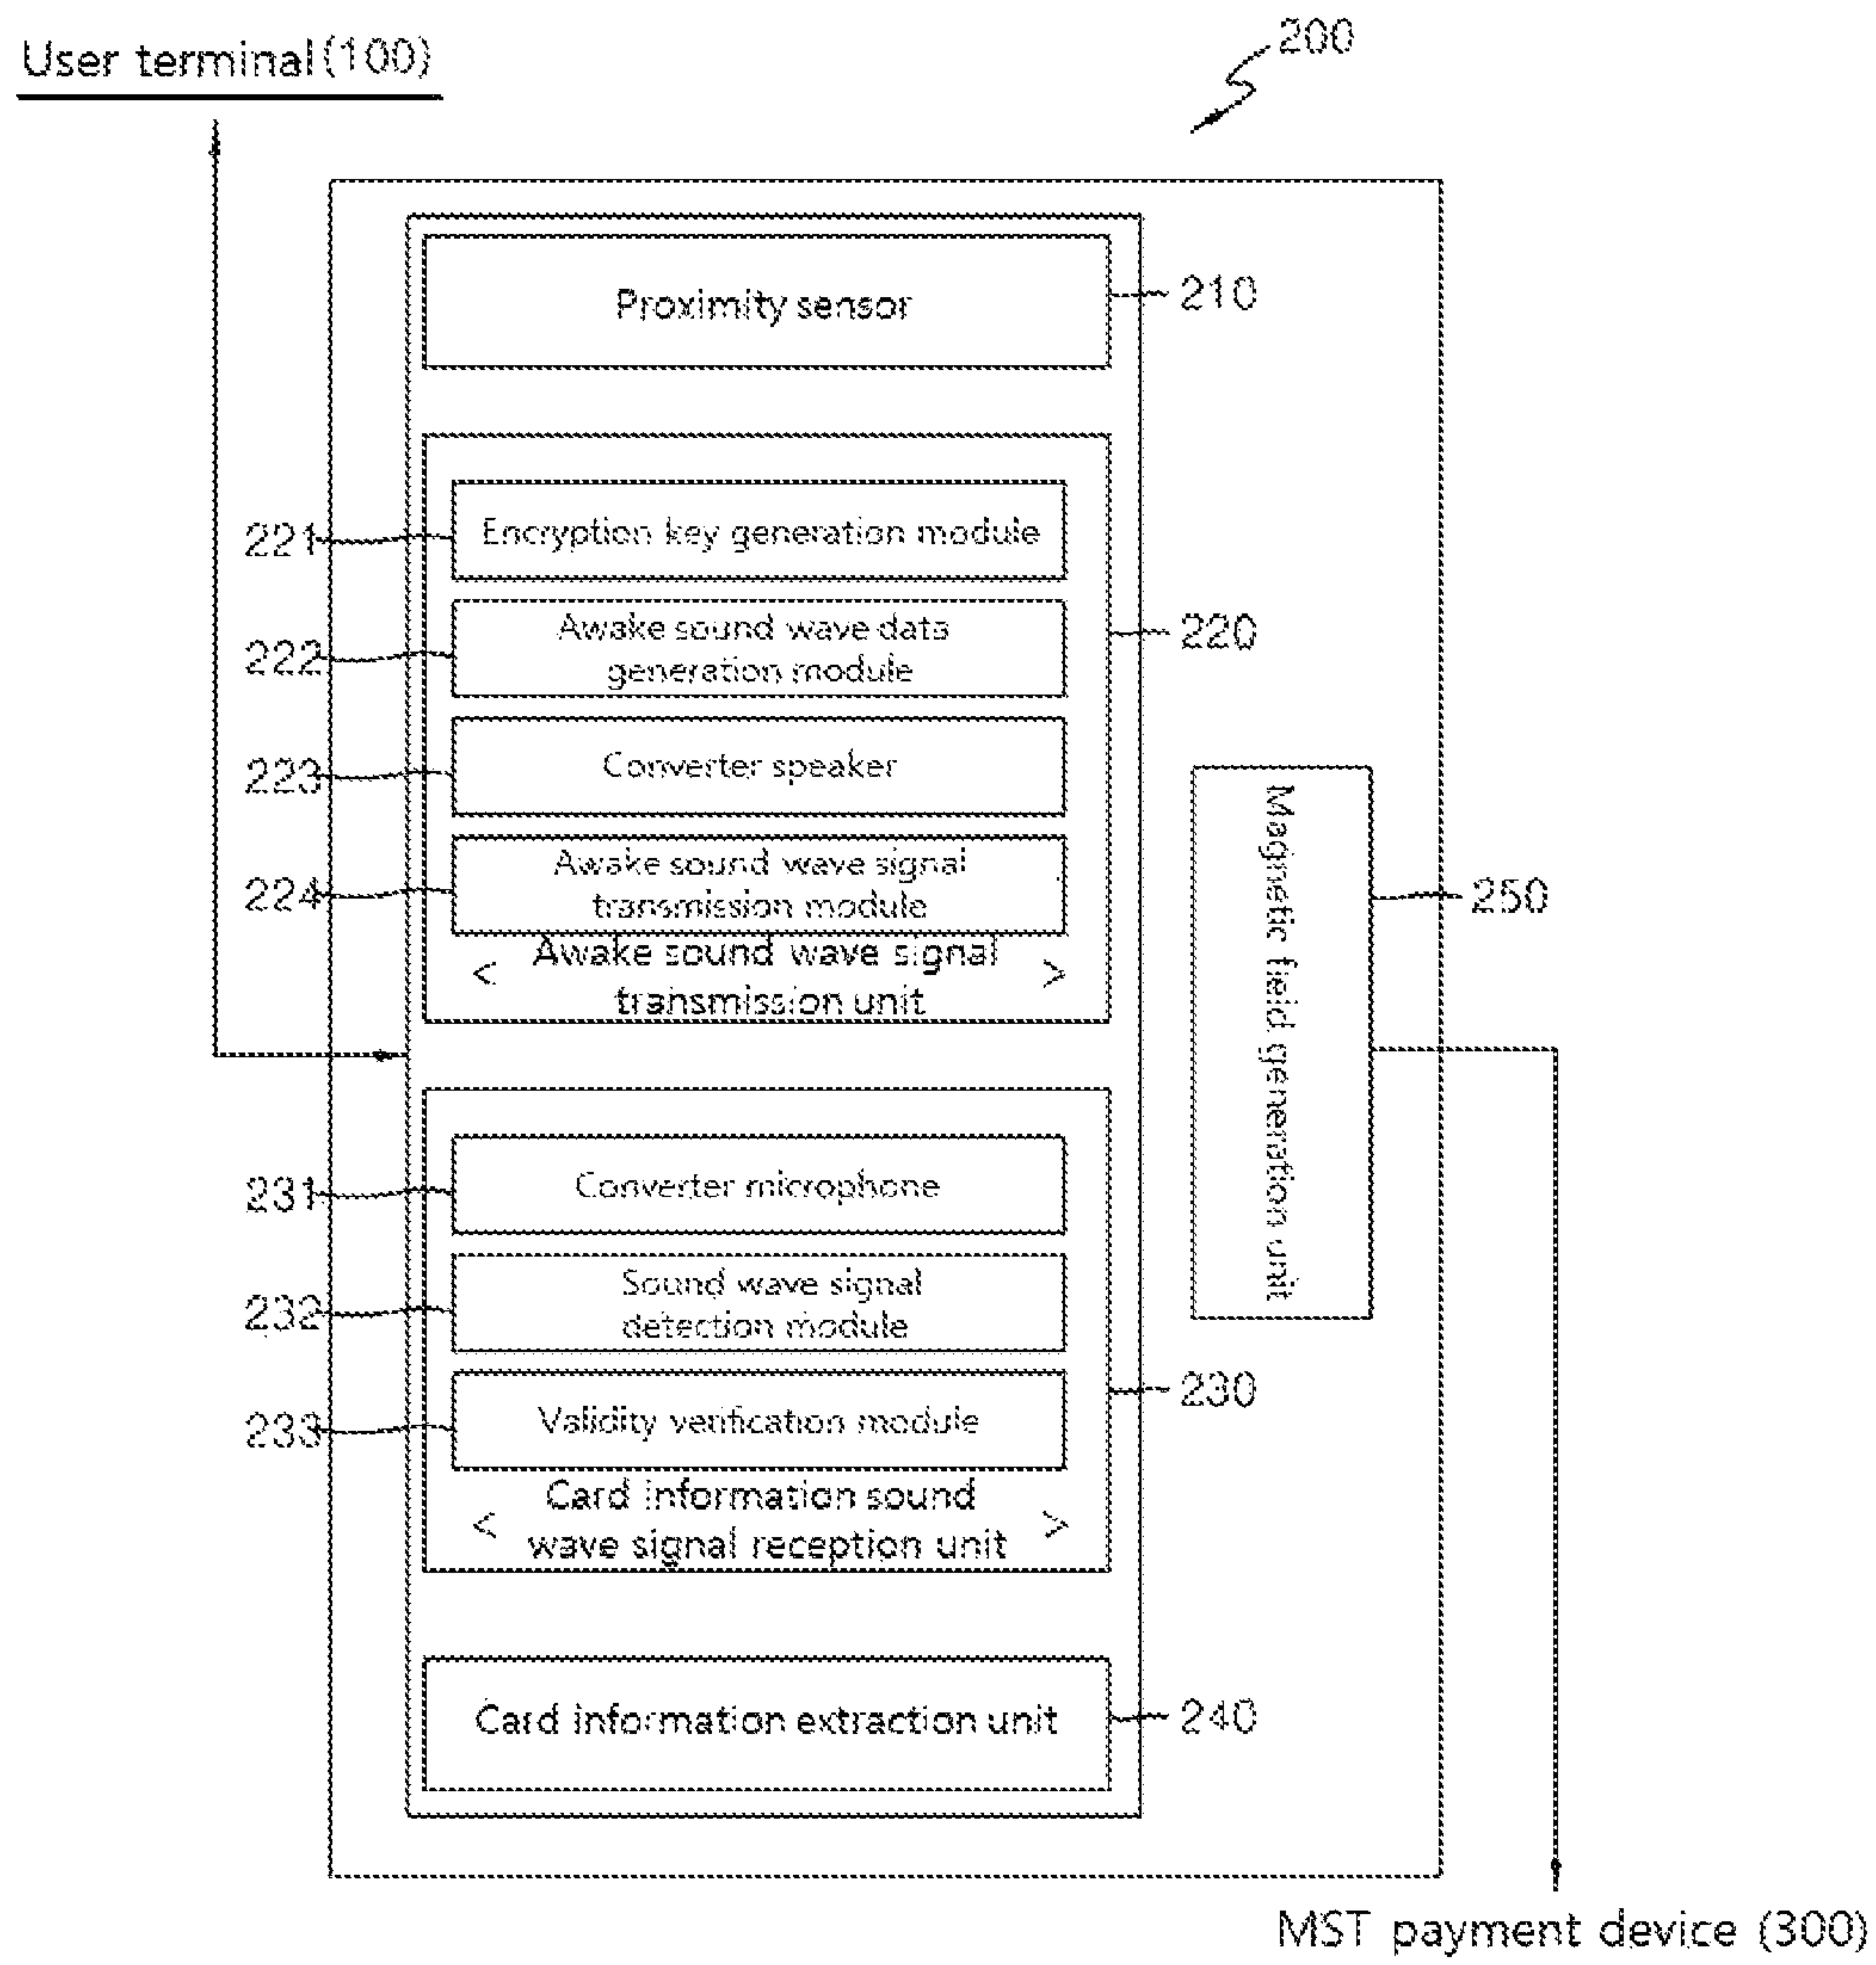 User terminal(100)
200
Proximity sensor
210
221
Encryption key generation module
222
Awake sound wave data
generation module
220
223
Converter speaker
224
Awake sound wave signal
transmission module
< Awake sound wave signal >
transmission unit
Magnetic field generation unit
250
231
Converter microphone
232
Sound wave signal
detection module
233
Validity verification module
230
< Card information sound >
wave signal reception unit
Card information extraction unit
240
MST payment device (300)